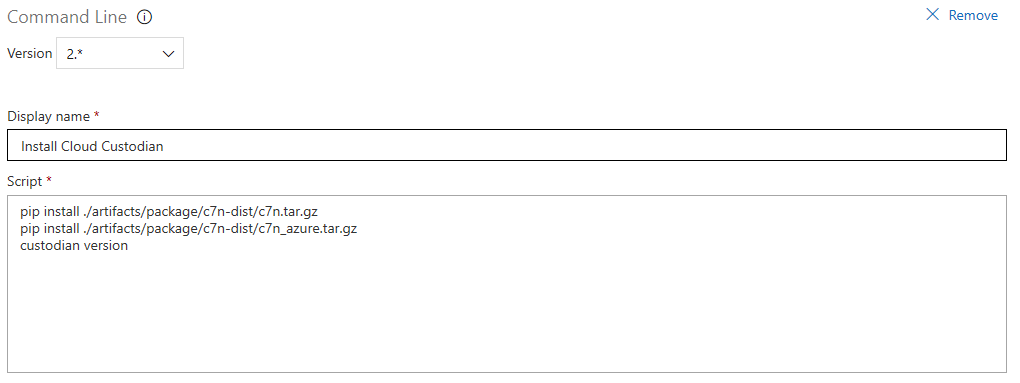 Command Line
Remove
Version 2.*
Display name *
Install Cloud Custodian
Script *
pip install ./artifacts/package/c7n-dist/c7n.tar.gz
pip install ./artifacts/package/c7n-dist/c7n_azure.tar.gz
custodian version